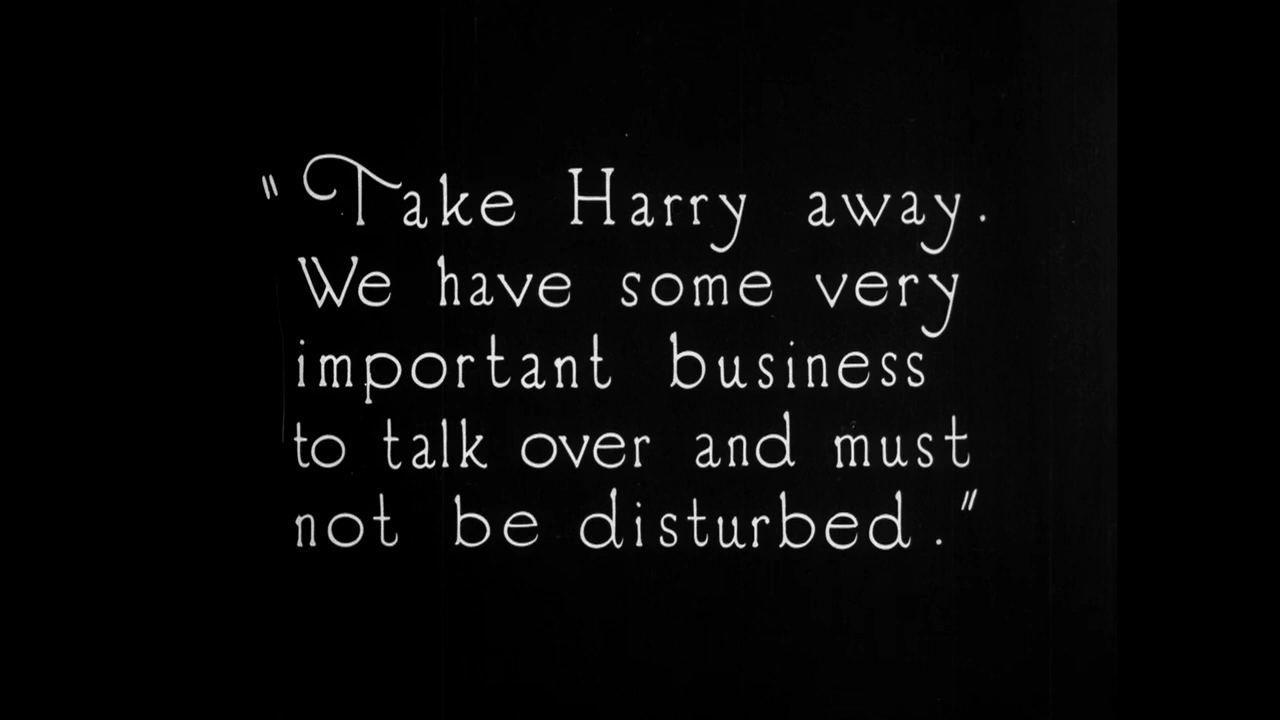 "Take Harry away.
We have some very
important business
to talk over and must
not be disturbed."